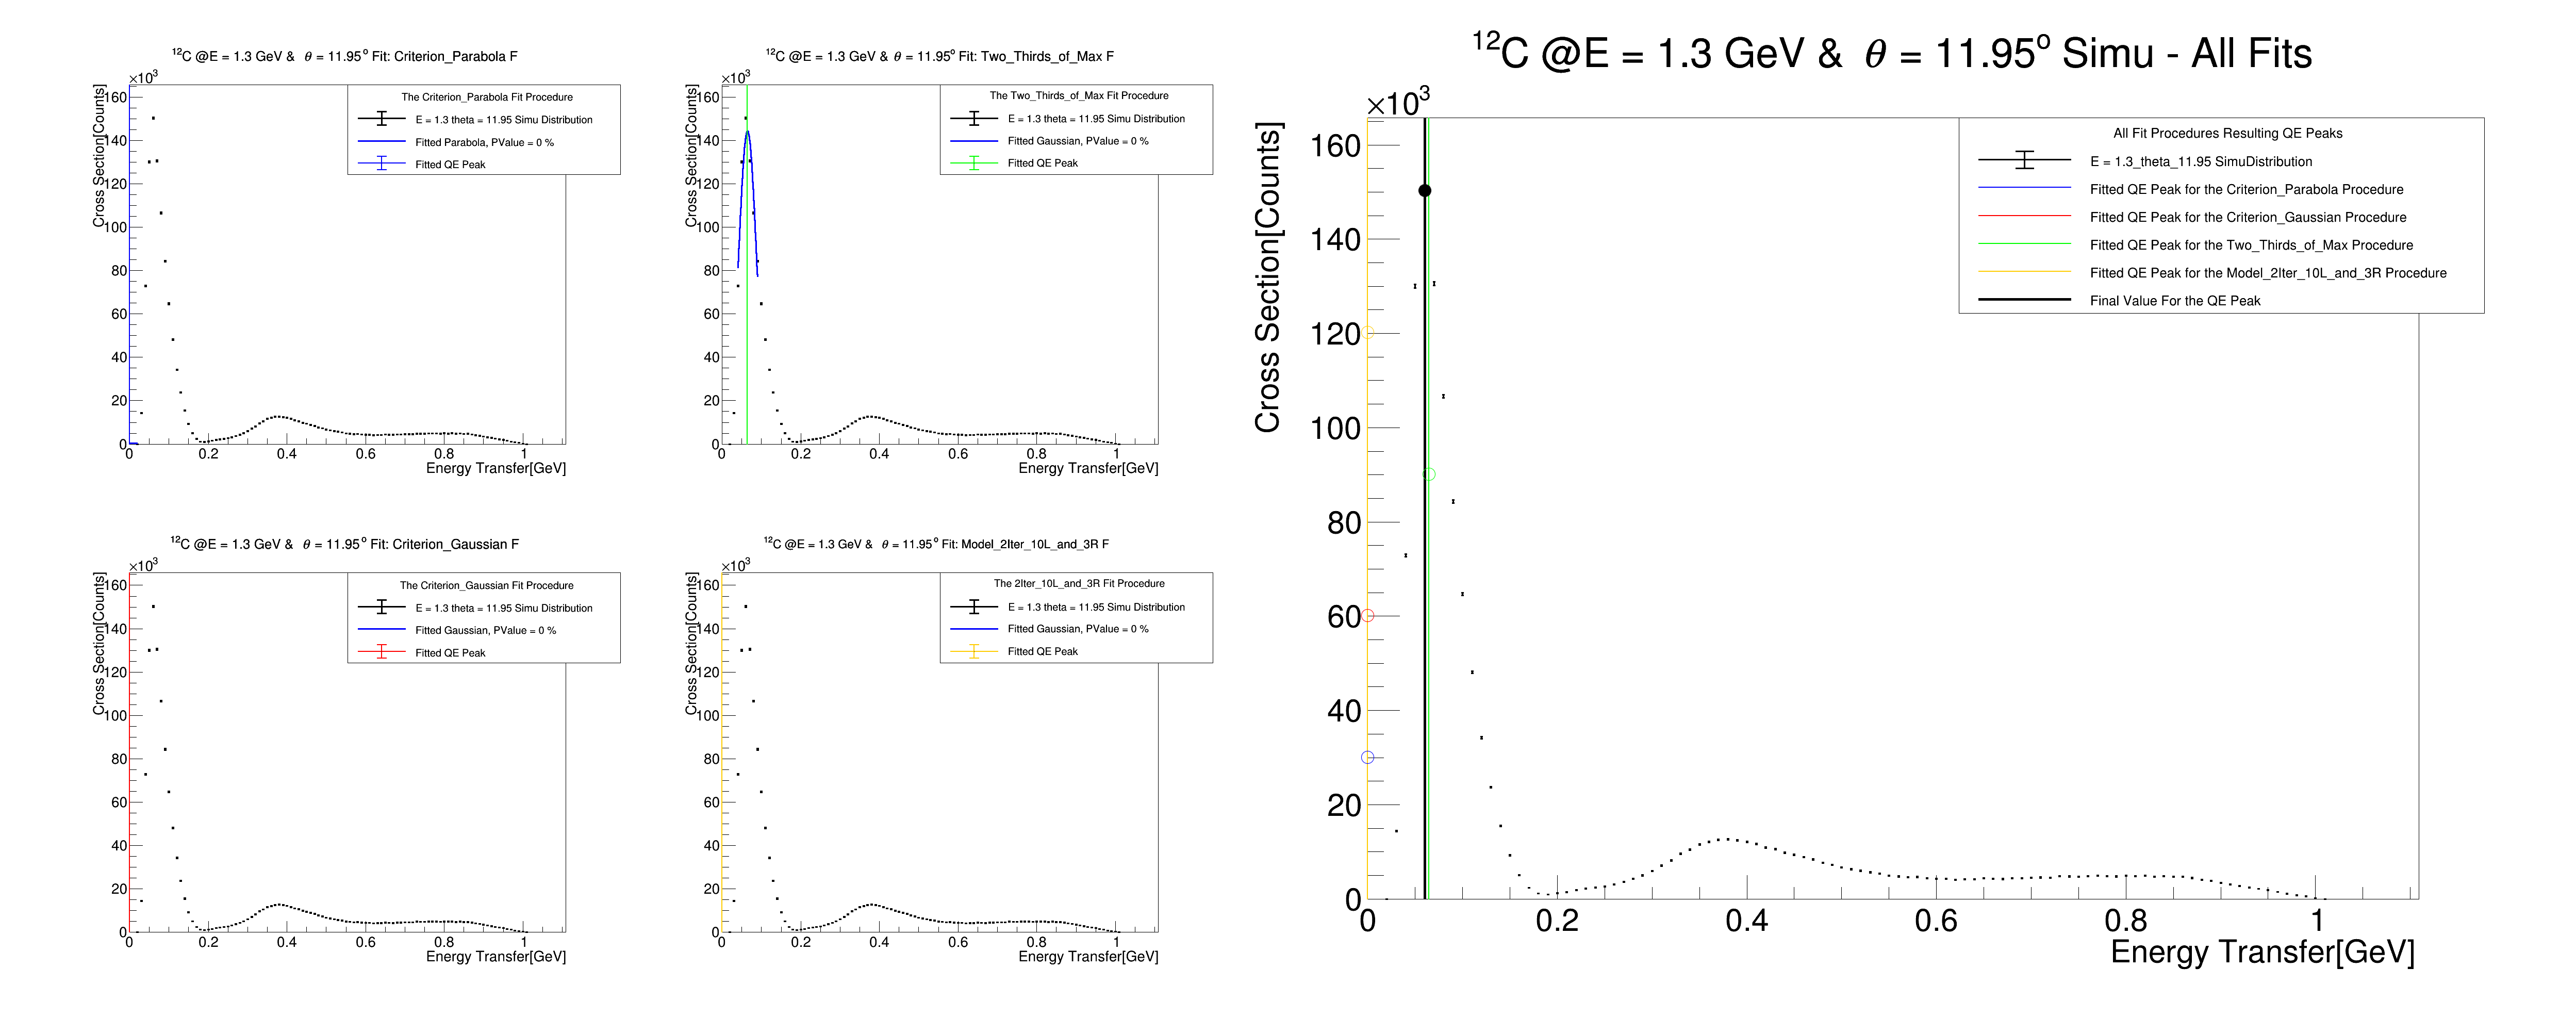 ¹²C @E = 1.3 GeV & θ = 11.95° Fit: Criterion_Parabola F
×10³
Cross Section[Counts]
160
140
120
100
80
60
40
20
0
The Criterion_Parabola Fit Procedure
E = 1.3 theta = 11.95 Simu Distribution
Fitted Parabola, PValue = 0 %
Fitted QE Peak
0 0.2 0.4 0.6 0.8 1
Energy Transfer[GeV]
¹²C @E = 1.3 GeV & θ = 11.95° Fit: Two_Thirds_of_Max F
×10³
Cross Section[Counts]
160
140
120
100
80
60
40
20
0
The Two_Thirds_of_Max Fit Procedure
E = 1.3 theta = 11.95 Simu Distribution
Fitted Gaussian, PValue = 0 %
Fitted QE Peak
0 0.2 0.4 0.6 0.8 1
Energy Transfer[GeV]
¹²C @E = 1.3 GeV & θ = 11.95° Fit: Criterion_Gaussian F
×10³
Cross Section[Counts]
160
140
120
100
80
60
40
20
0
The Criterion_Gaussian Fit Procedure
E = 1.3 theta = 11.95 Simu Distribution
Fitted Gaussian, PValue = 0 %
Fitted QE Peak
0 0.2 0.4 0.6 0.8 1
Energy Transfer[GeV]
¹²C @E = 1.3 GeV & θ = 11.95° Fit: Model_2Iter_10L_and_3R F
×10³
Cross Section[Counts]
160
140
120
100
80
60
40
20
0
The 2Iter_10L_and_3R Fit Procedure
E = 1.3 theta = 11.95 Simu Distribution
Fitted Gaussian, PValue = 0 %
Fitted QE Peak
0 0.2 0.4 0.6 0.8 1
Energy Transfer[GeV]
¹²C @E = 1.3 GeV & θ = 11.95° Simu - All Fits
×10³
Cross Section[Counts]
160
140
120
100
80
60
40
20
0
All Fit Procedures Resulting QE Peaks
E = 1.3_theta_11.95 SimuDistribution
Fitted QE Peak for the Criterion_Parabola Procedure
Fitted QE Peak for the Criterion_Gaussian Procedure
Fitted QE Peak for the Two_Thirds_of_Max Procedure
Fitted QE Peak for the Model_2Iter_10L_and_3R Procedure
Final Value For the QE Peak
0 0.2 0.4 0.6 0.8 1
Energy Transfer[GeV]